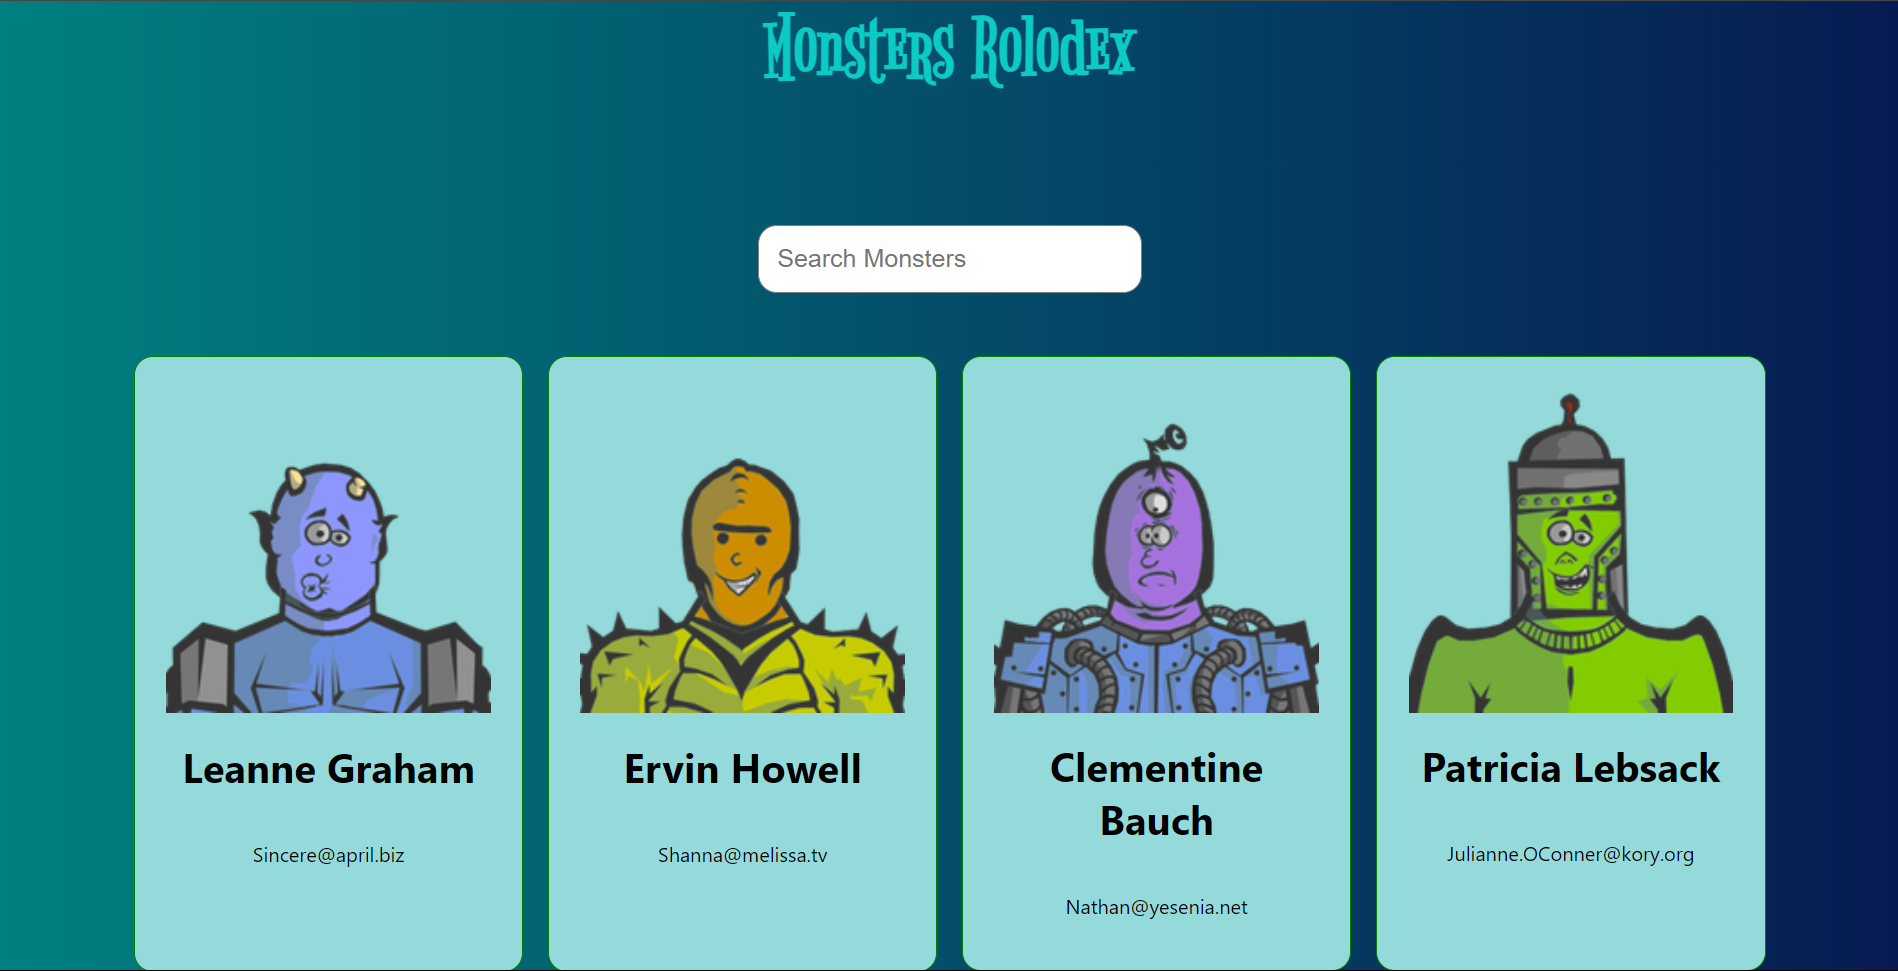 Monsters Rolodex
Search Monsters
Leanne Graham
Sincere@april.biz
Ervin Howell
Shanna@melissa.tv
Clementine
Bauch
Nathan@yesenia.net
Patricia Lebsack
Julianne.OConner@kory.org